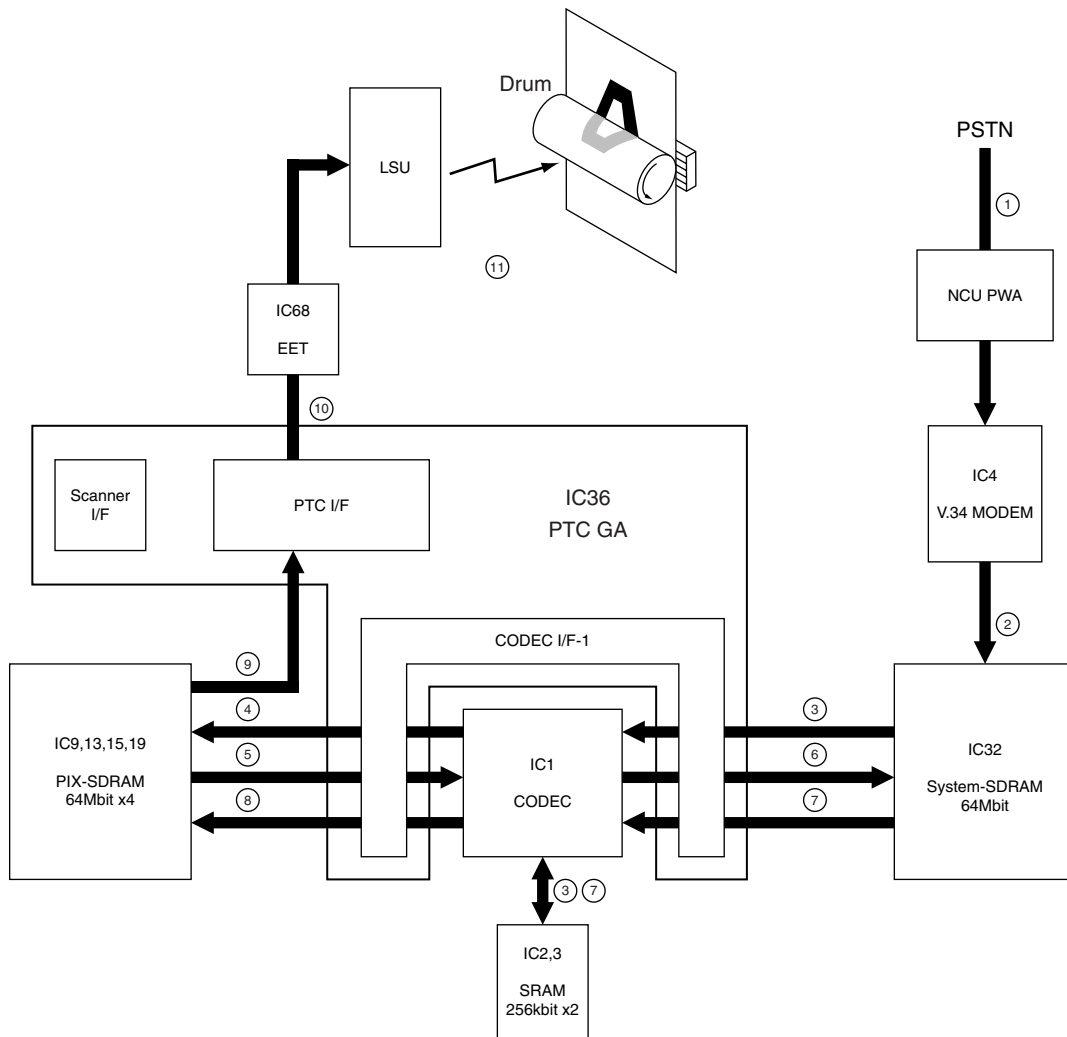 Drum
PSTN
LSU
①
⑪
NCU PWA
IC68
EET
⑩
IC4
V.34 MODEM
Scanner
I/F
PTC I/F
IC36
PTC GA
②
CODEC I/F-1
⑨
④
③
IC9,13,15,19
PIX-SDRAM
64Mbit x4
⑤
IC1
CODEC
⑥
IC32
System-SDRAM
64Mbit
⑧
⑦
③ ⑦
IC2,3
SRAM
256kbit x2